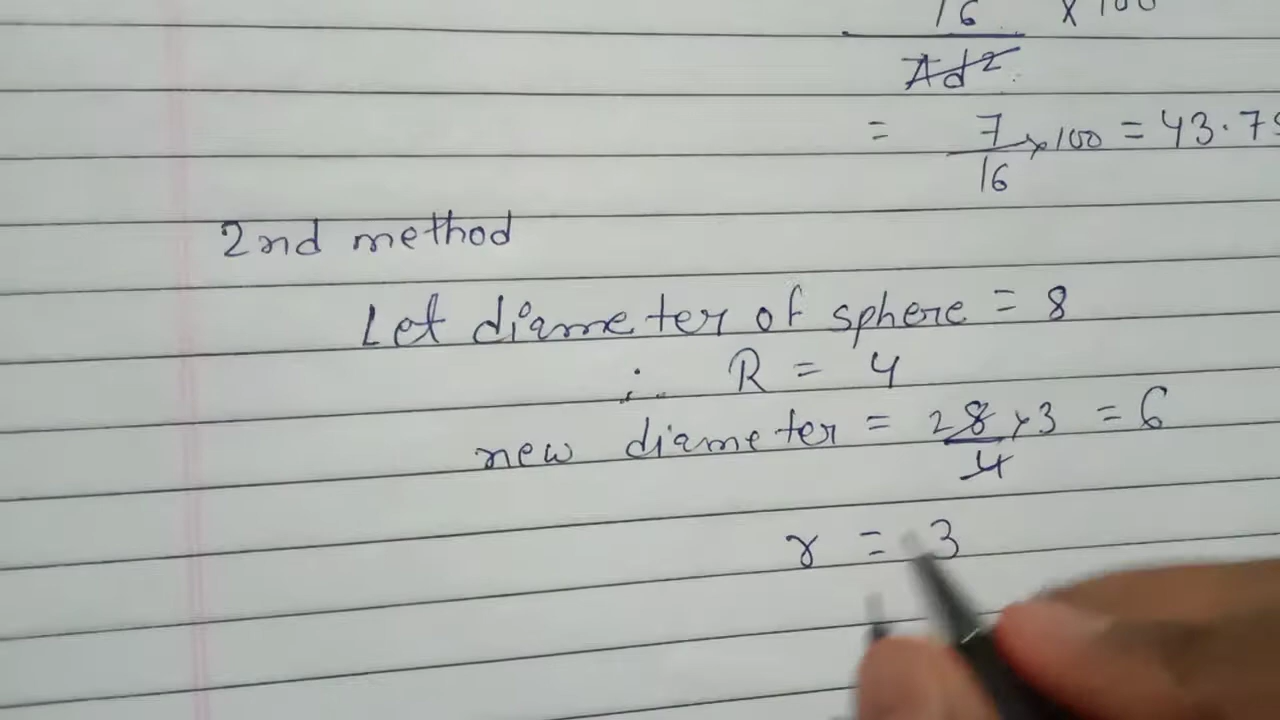 16 × 100
πd²
= 7/16 × 100 = 43.75
2nd method
Let diameter of sphere = 8
∴ R = 4
new diameter = 2 8/4 × 3 = 6
r = 3